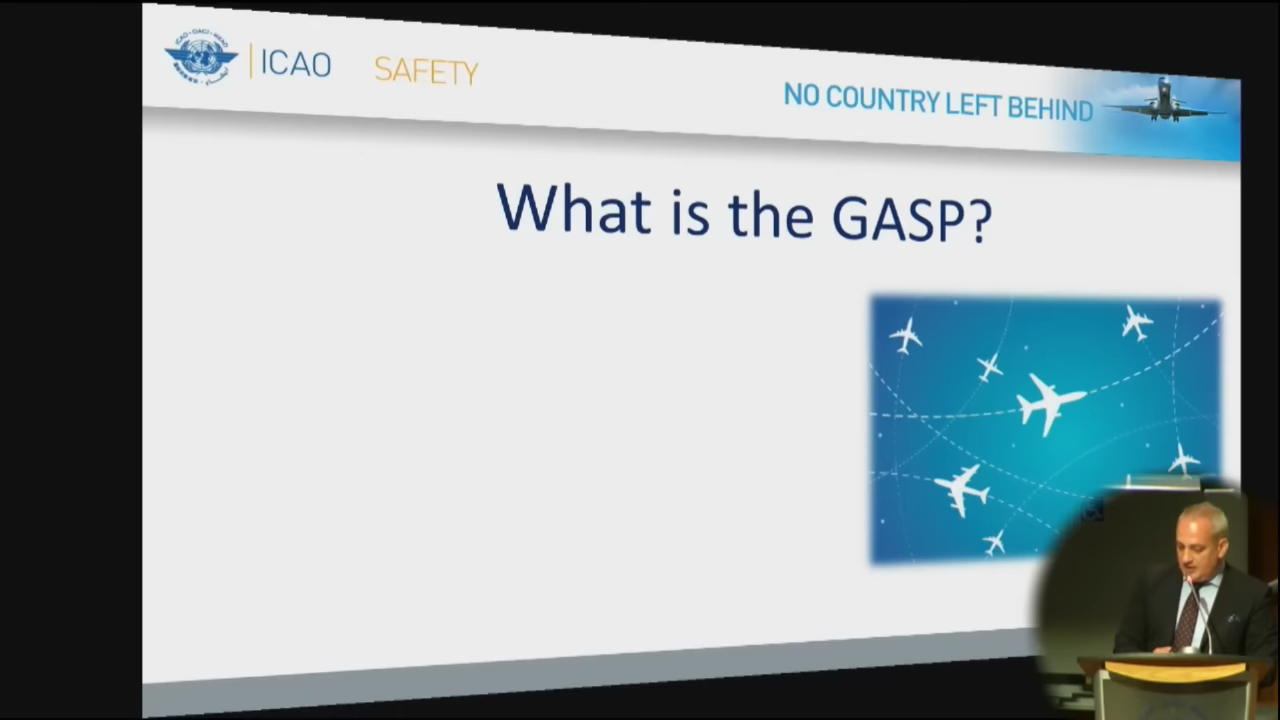 ICAO
SAFETY
NO COUNTRY LEFT BEHIND
What is the GASP?